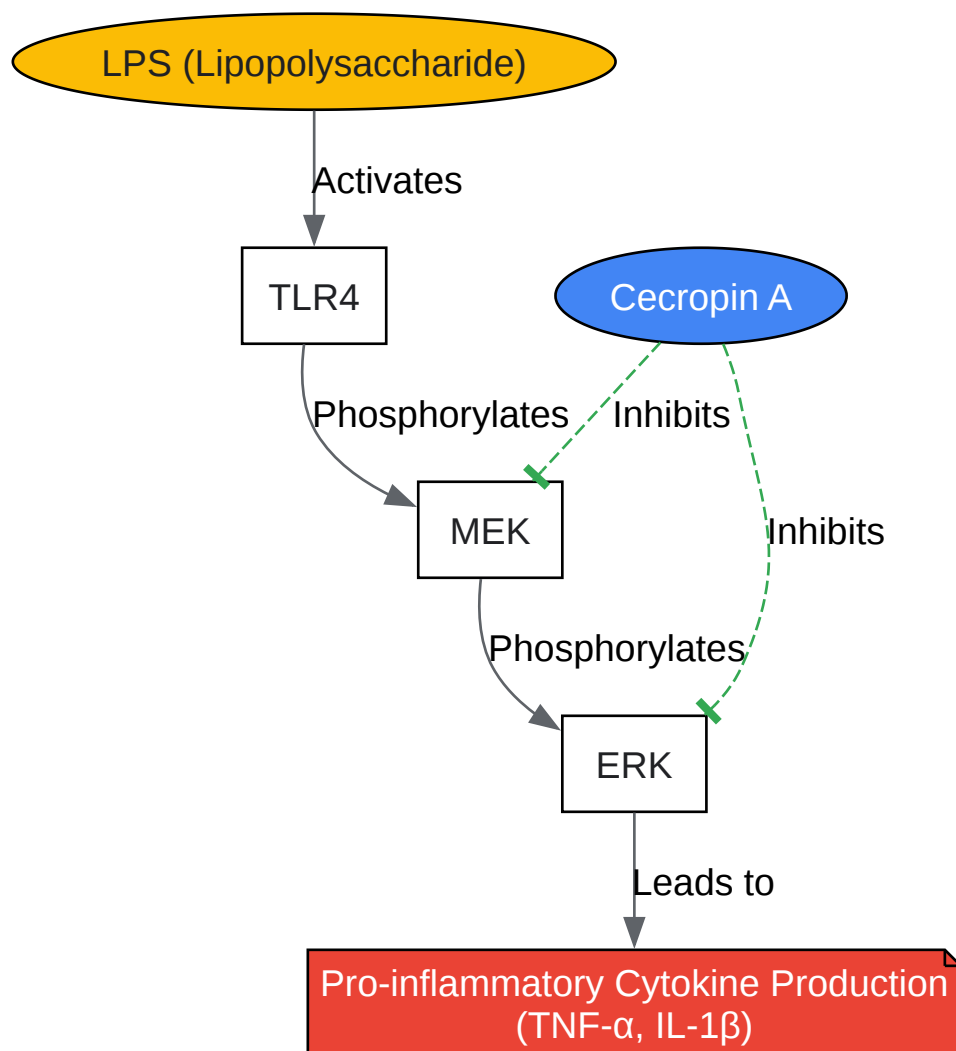 LPS (Lipopolysaccharide)
Activates
TLR4
Cecropin A
Phosphorylates
Inhibits
MEK
Inhibits
Phosphorylates
ERK
Leads to
Pro-inflammatory Cytokine Production
(TNF-α, IL-1β)